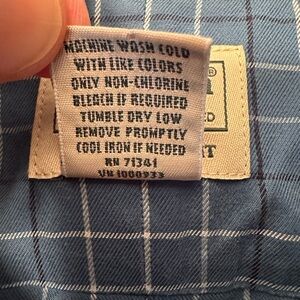 MACHINE WASH COLD
WITH LIKE COLORS
ONLY NON-CHLORINE
BLEACH IF REQUIRED
TUMBLE DRY LOW
REMOVE PROMPTLY
COOL IRON IF NEEDED
RN 71341
VN 1000933